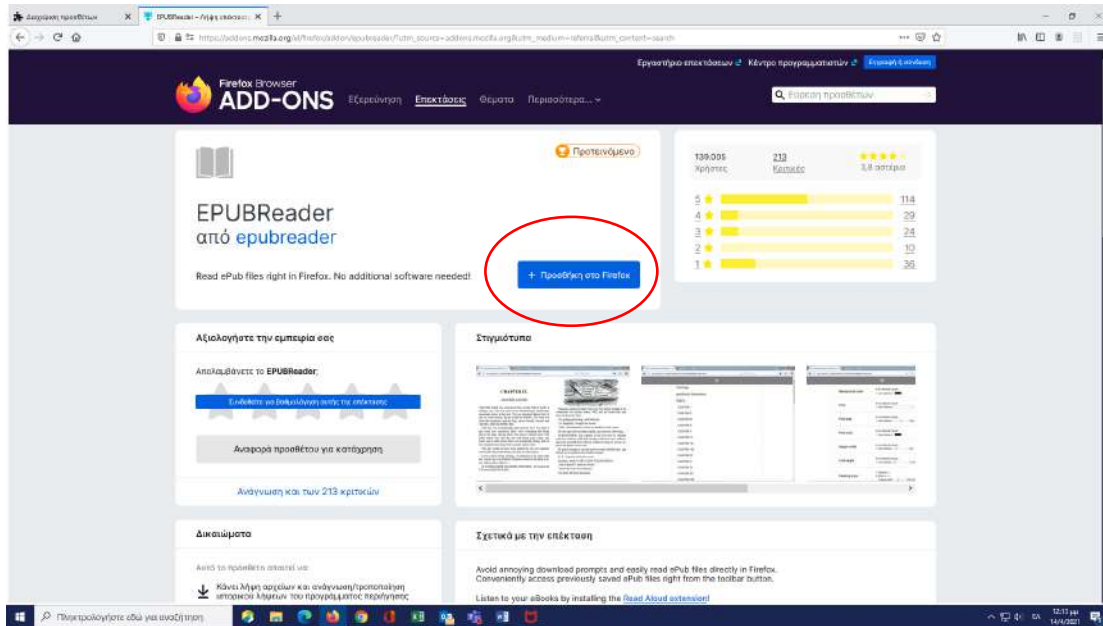 Διαχείριση προσθέτων
EPUBReader – Λήψη επέκτασης
https://addons.mozilla.org/el/firefox/addon/epubreader/?utm_source=addons.mozilla.org&utm_medium=referral&utm_content=search
Εργαστήριο επεκτάσεων
Κέντρο προγραμματιστών
Εγγραφή ή σύνδεση
Firefox Browser
ADD-ONS
Εξερεύνηση
Επεκτάσεις
Θέματα
Περισσότερα...
Εύρεση προσθέτων
Προτεινόμενο
EPUBReader
από epubreader
Read ePub files right in Firefox. No additional software needed!
+ Προσθήκη στο Firefox
139.005
Χρήστες
213
Κριτικές
3,8 αστέρια
5 114
4 29
3 24
2 10
1 36
Αξιολογήστε την εμπειρία σας
Απολαμβάνετε το EPUBReader;
Συνδεθείτε για βαθμολόγηση αυτής της επέκτασης
Αναφορά προσθέτου για κατάχρηση
Ανάγνωση και των 213 κριτικών
Στιγμιότυπα
Δικαιώματα
Αυτό το πρόσθετο απαιτεί να:
Κάνει λήψη αρχείων και ανάγνωση/τροποποίηση
ιστορικού λήψεων του προγράμματος περιήγησης
Σχετικά με την επέκταση
Avoid annoying download prompts and easily read ePub files directly in Firefox.
Conveniently access previously saved ePub files right from the toolbar button.
Listen to your eBooks by installing the Read Aloud extension!
Πληκτρολογήστε εδώ για αναζήτηση
ΕΛ
12:13 μμ
14/4/2021